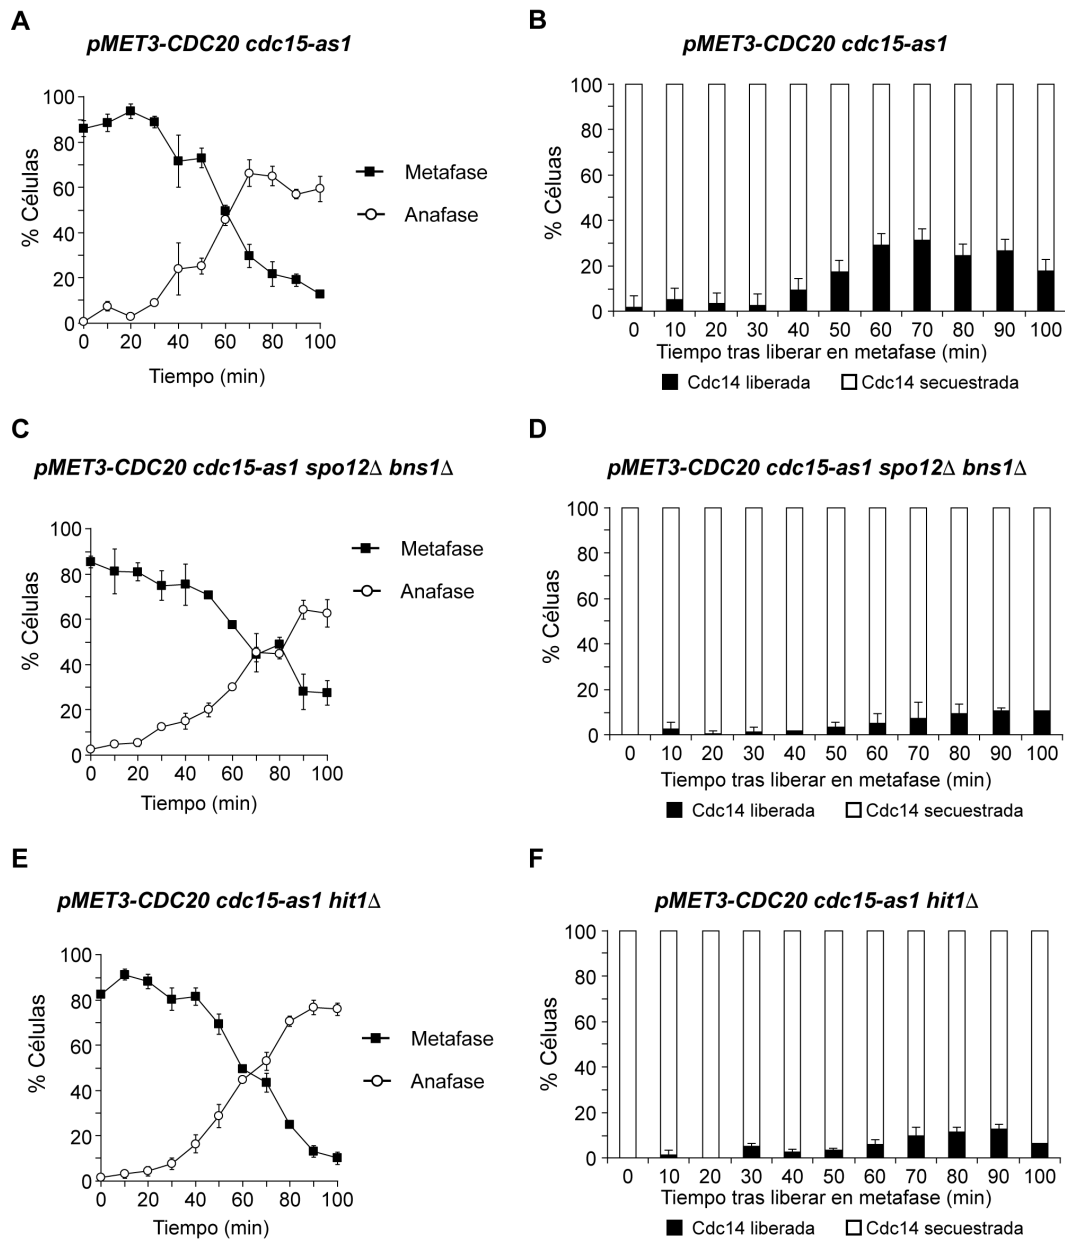 A
pMET3-CDC20 cdc15-as1
% Células
100
80
60
40
20
0
0 20 40 60 80 100
Tiempo (min)
Metafase
Anafase
B
pMET3-CDC20 cdc15-as1
% Céluas
100
80
60
40
20
0
0 10 20 30 40 50 60 70 80 90 100
Tiempo tras liberar en metafase (min)
Cdc14 liberada Cdc14 secuestrada
C
pMET3-CDC20 cdc15-as1 spo12Δ bns1Δ
% Células
100
80
60
40
20
0
0 20 40 60 80 100
Tiempo (min)
Metafase
Anafase
D
pMET3-CDC20 cdc15-as1 spo12Δ bns1Δ
% Céluas
100
80
60
40
20
0
0 10 20 30 40 50 60 70 80 90 100
Tiempo tras liberar en metafase (min)
Cdc14 liberada Cdc14 secuestrada
E
pMET3-CDC20 cdc15-as1 hit1Δ
% Células
100
80
60
40
20
0
0 20 40 60 80 100
Tiempo (min)
Metafase
Anafase
F
pMET3-CDC20 cdc15-as1 hit1Δ
% Céluas
100
80
60
40
20
0
0 10 20 30 40 50 60 70 80 90 100
Tiempo tras liberar en metafase (min)
Cdc14 liberada Cdc14 secuestrada